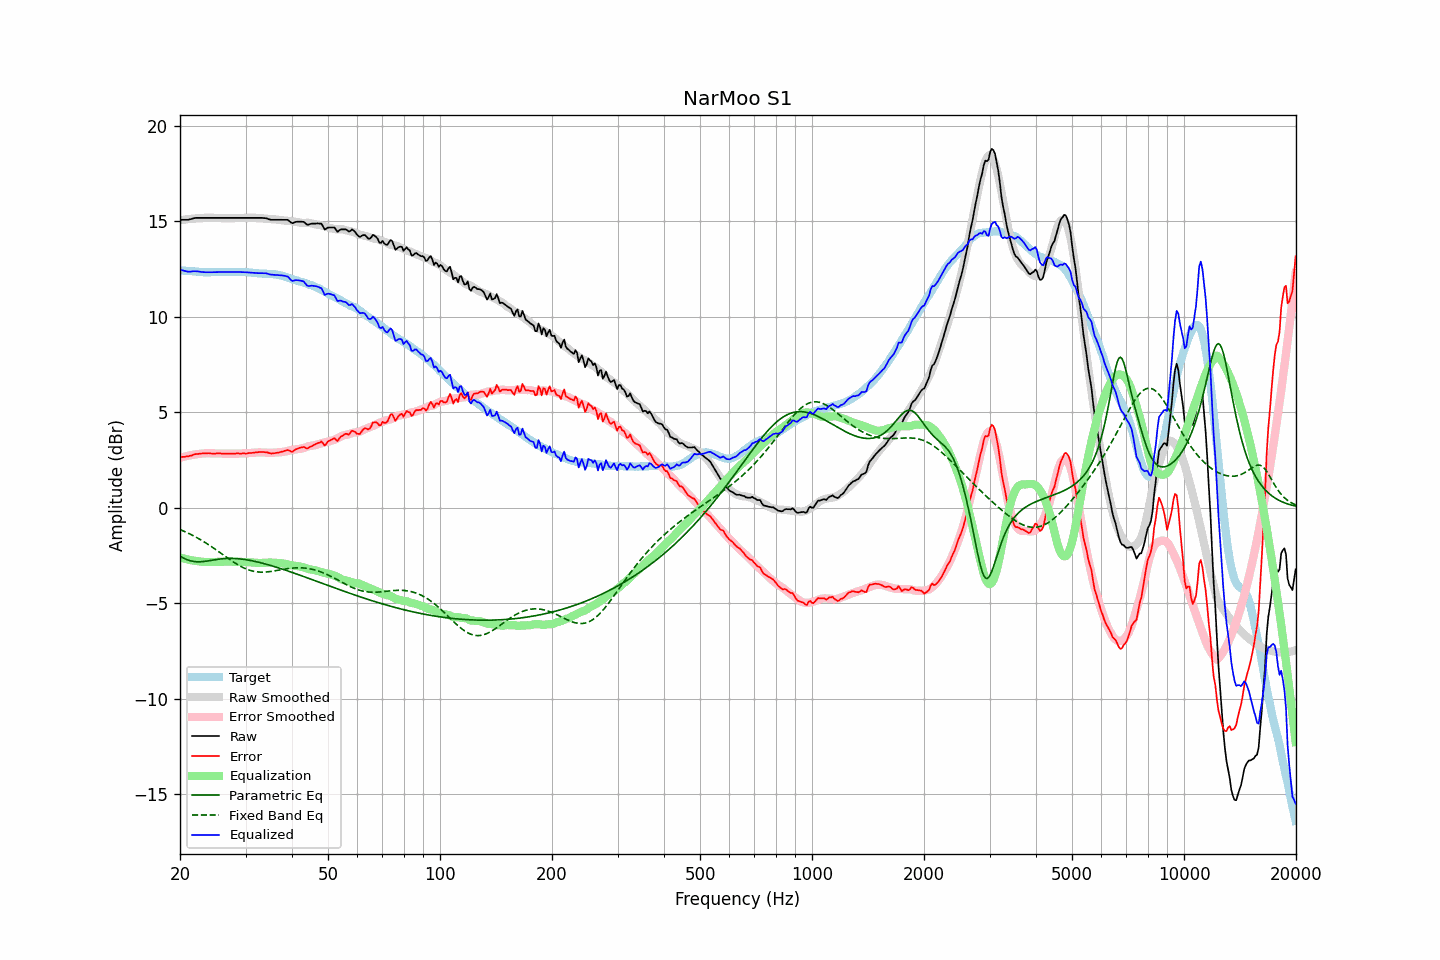 NarMoo S1
Amplitude (dBr)
20
15
10
5
0
−5
−10
−15
Target
Raw Smoothed
Error Smoothed
Raw
Error
Equalization
Parametric Eq
Fixed Band Eq
Equalized
20 50 100 200 500 1000 2000 5000 10000 20000
Frequency (Hz)